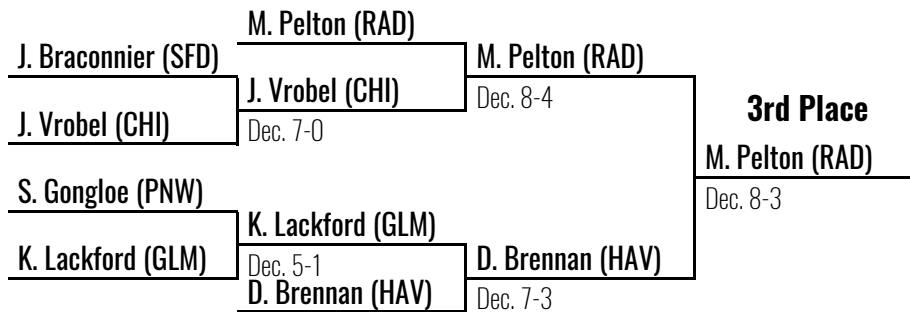 M. Pelton (RAD)
J. Braconnier (SFD)
M. Pelton (RAD)
J. Vrobel (CHI)
Dec. 8-4
3rd Place
J. Vrobel (CHI)
Dec. 7-0
M. Pelton (RAD)
S. Gongloe (PNW)
Dec. 8-3
K. Lackford (GLM)
K. Lackford (GLM)
D. Brennan (HAV)
Dec. 5-1
D. Brennan (HAV)
Dec. 7-3